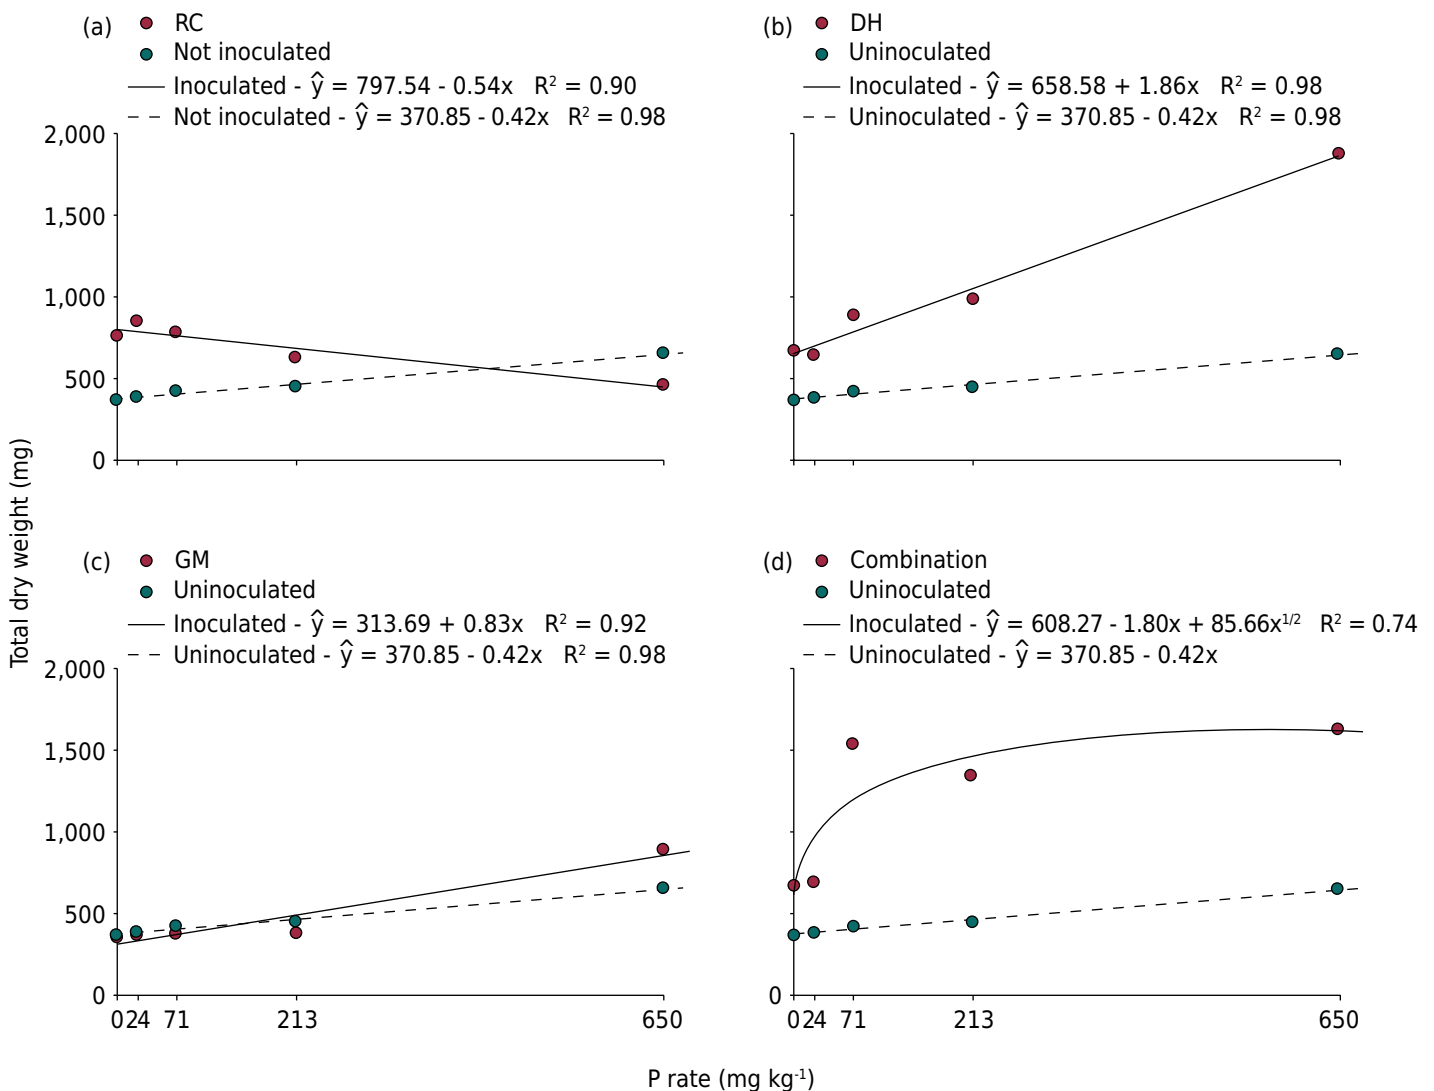 (a) RC
Not inoculated
Inoculated - ŷ = 797.54 - 0.54x R² = 0.90
Not inoculated - ŷ = 370.85 - 0.42x R² = 0.98
2,000
1,500
1,000
500
0
(b) DH
Uninoculated
Inoculated - ŷ = 658.58 + 1.86x R² = 0.98
Uninoculated - ŷ = 370.85 - 0.42x R² = 0.98
Total dry weight (mg)
(c) GM
Uninoculated
Inoculated - ŷ = 313.69 + 0.83x R² = 0.92
Uninoculated - ŷ = 370.85 - 0.42x R² = 0.98
2,000
1,500
1,000
500
0
0 24 71 213 650
(d) Combination
Uninoculated
Inoculated - ŷ = 608.27 - 1.80x + 85.66x^1/2 R² = 0.74
Uninoculated - ŷ = 370.85 - 0.42x
0
0 24 71 213 650
P rate (mg kg⁻¹)